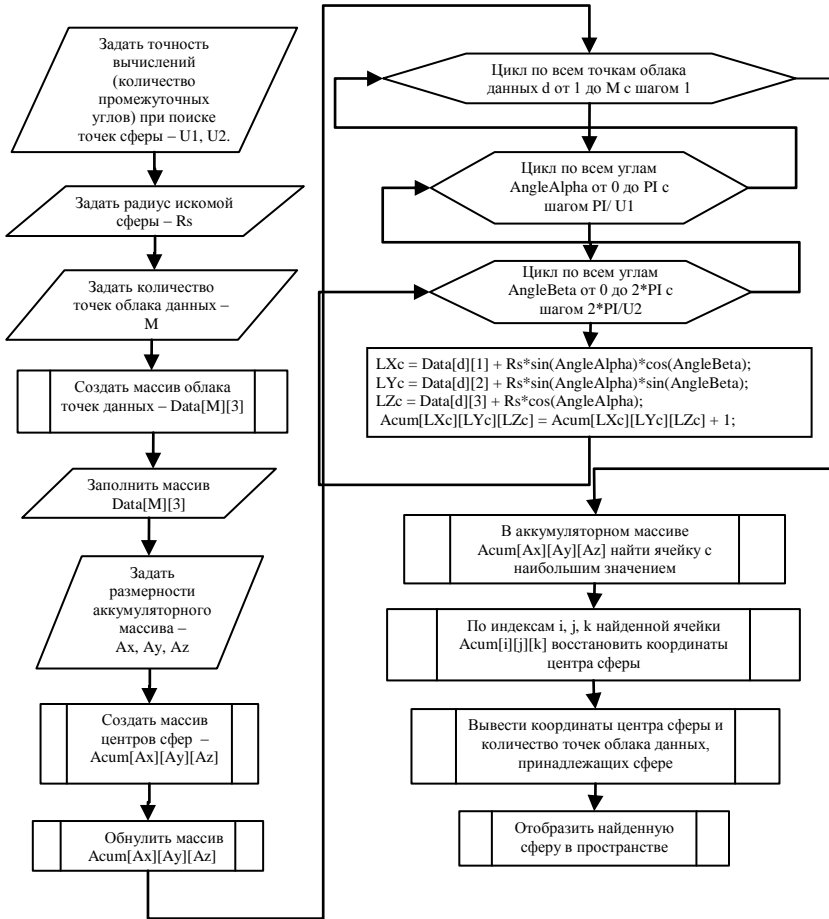 Задать точность
вычислений
(количество
промежуточных
углов) при поиске
точек сферы – U1, U2.
Задать радиус искомой
сферы – Rs
Задать количество
точек облака данных –
M
Создать массив облака
точек данных – Data[M][3]
Заполнить массив
Data[M][3]
Задать
размерности
аккумуляторного
массива –
Ax, Ay, Az
Создать массив
центров сфер –
Acum[Ax][Ay][Az]
Обнулить массив
Acum[Ax][Ay][Az]
Цикл по всем точкам облака
данных d от 1 до M с шагом 1
Цикл по всем углам
AngleAlpha от 0 до PI с
шагом PI/ U1
Цикл по всем углам
AngleBeta от 0 до 2*PI с
шагом 2*PI/U2
LXc = Data[d][1] + Rs*sin(AngleAlpha)*cos(AngleBeta);
LYc = Data[d][2] + Rs*sin(AngleAlpha)*sin(AngleBeta);
LZc = Data[d][3] + Rs*cos(AngleAlpha);
Acum[LXc][LYc][LZc] = Acum[LXc][LYc][LZc] + 1;
В аккумуляторном массиве
Acum[Ax][Ay][Az] найти ячейку с
наибольшим значением
По индексам i, j, k найденной ячейки
Acum[i][j][k] восстановить координаты
центра сферы
Вывести координаты центра сферы и
количество точек облака данных,
принадлежащих сфере
Отобразить найденную
сферу в пространстве